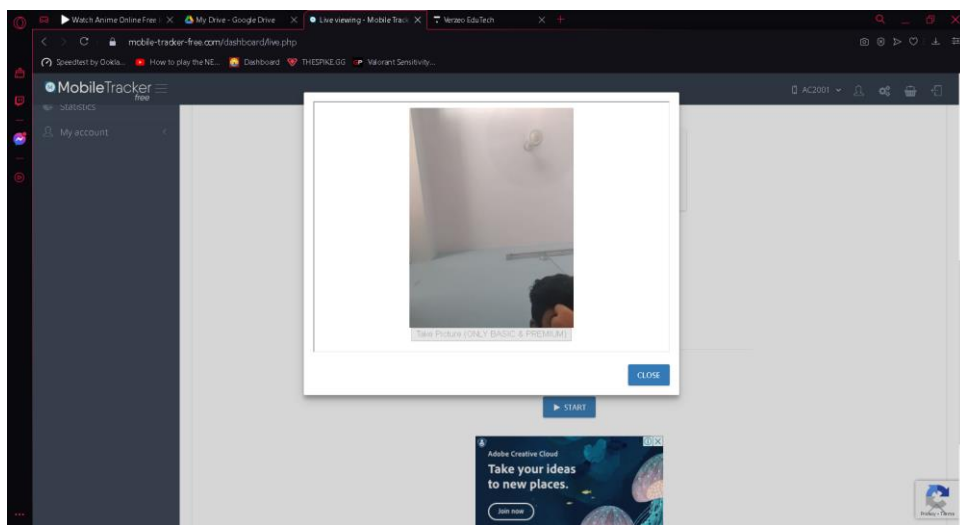 Watch Anime Online Free
My Drive - Google Drive
Live viewing - Mobile Track
Verzeo EduTech
mobile-tracker-free.com/dashboard/live.php
Speedtest by Ookla...
How to play the NE...
Dashboard
THESPIKE.GG
Valorant Sensitivity...
MobileTracker
free
AC2001
Statistics
My account
Take Picture (ONLY BASIC & PREMIUM)
CLOSE
START
Adobe Creative Cloud
Take your ideas
to new places.
Join now
Privacy - Terms